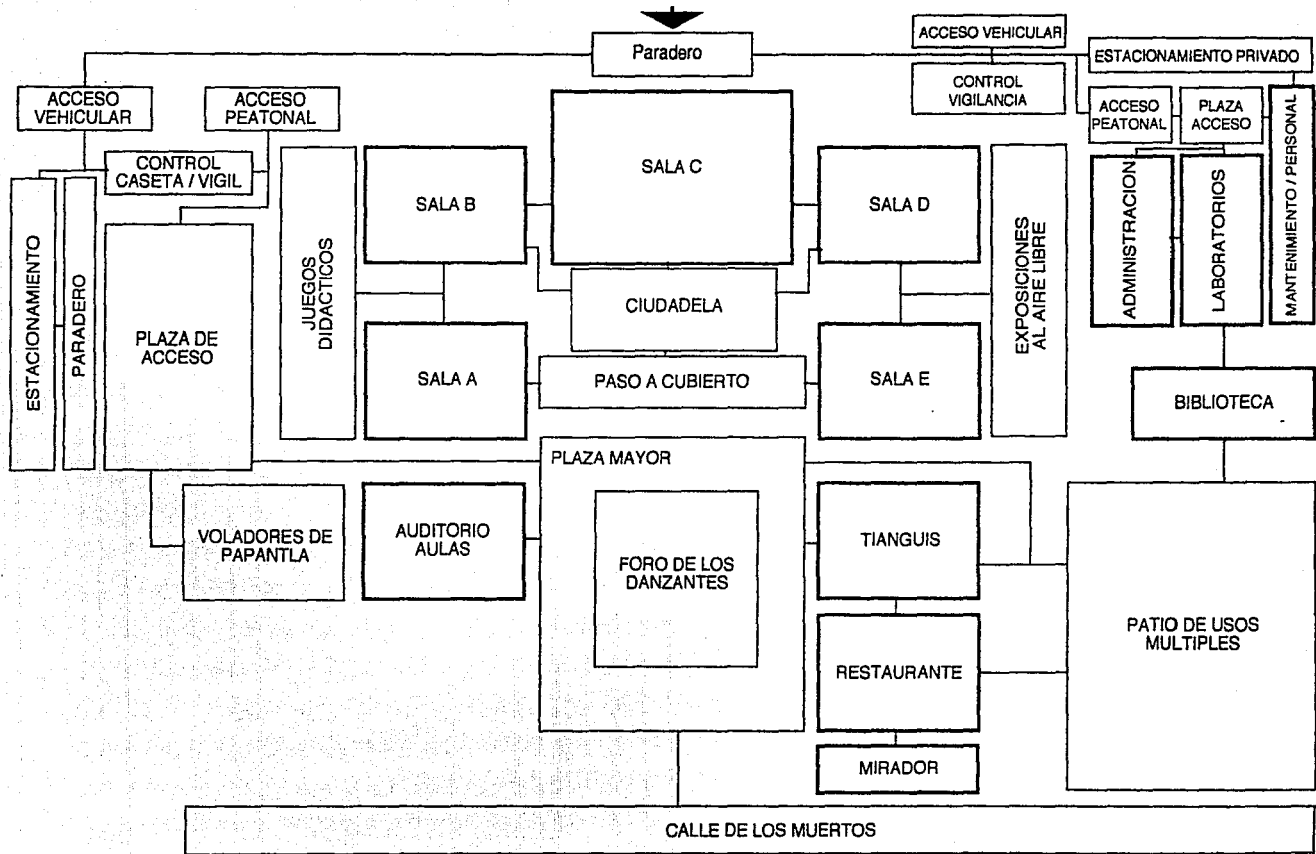 Paradero
ACCESO VEHICULAR
CONTROL
VIGILANCIA
ESTACIONAMIENTO PRIVADO
ACCESO
VEHICULAR
ACCESO
PEATONAL
CONTROL
CASETA / VIGIL
ACCESO
PEATONAL
PLAZA
ACCESO
MANTENIMIENTO / PERSONAL
ESTACIONAMIENTO
PARADERO
PLAZA DE
ACCESO
JUEGOS
DIDACTICOS
SALA B
SALA C
SALA D
CIUDADELA
SALA A
PASO A CUBIERTO
SALA E
EXPOSICIONES
AL AIRE LIBRE
ADMINISTRACION
LABORATORIOS
BIBLIOTECA
PLAZA MAYOR
VOLADORES DE
PAPANTLA
AUDITORIO
AULAS
FORO DE LOS
DANZANTES
TIANGUIS
RESTAURANTE
MIRADOR
PATIO DE USOS
MULTIPLES
CALLE DE LOS MUERTOS